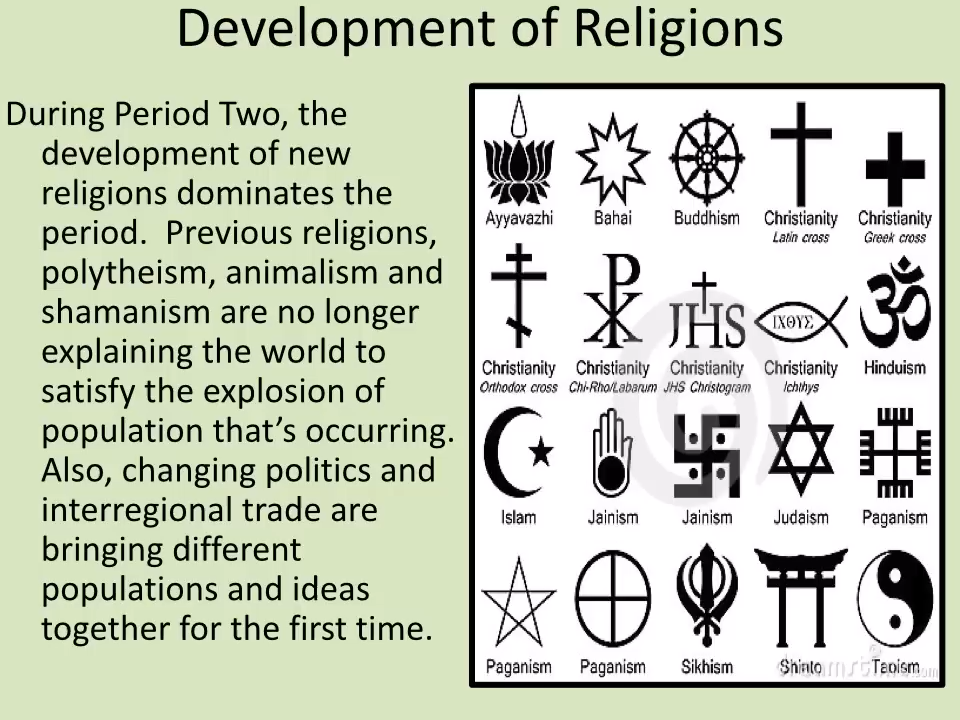 Development of Religions
During Period Two, the
development of new
religions dominates the
period.  Previous religions,
polytheism, animalism and
shamanism are no longer
explaining the world to
satisfy the explosion of
population that's occurring.
Also, changing politics and
interregional trade are
bringing different
populations and ideas
together for the first time.
Ayyavazhi Bahai Buddhism Christianity Christianity
Latin cross Greek cross
JHS ΙΧΘΥΣ
Christianity Christianity Christianity Christianity Hinduism
Orthodox cross Chi-Rho/Labarum JHS Christogram Ichthys
Islam Jainism Jainism Judaism Paganism
Paganism Paganism Sikhism Shinto Taoism
dreamstime.com